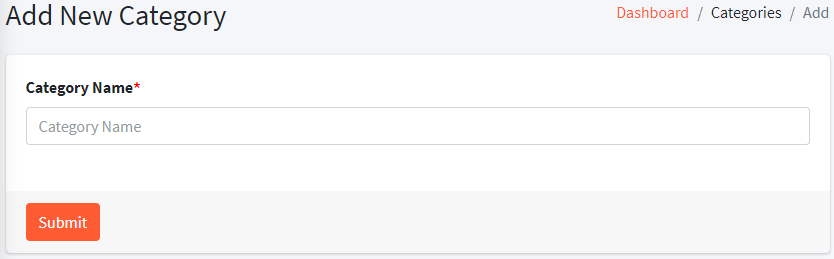 Add New Category
Dashboard / Categories / Add
Category Name*
Category Name
Submit